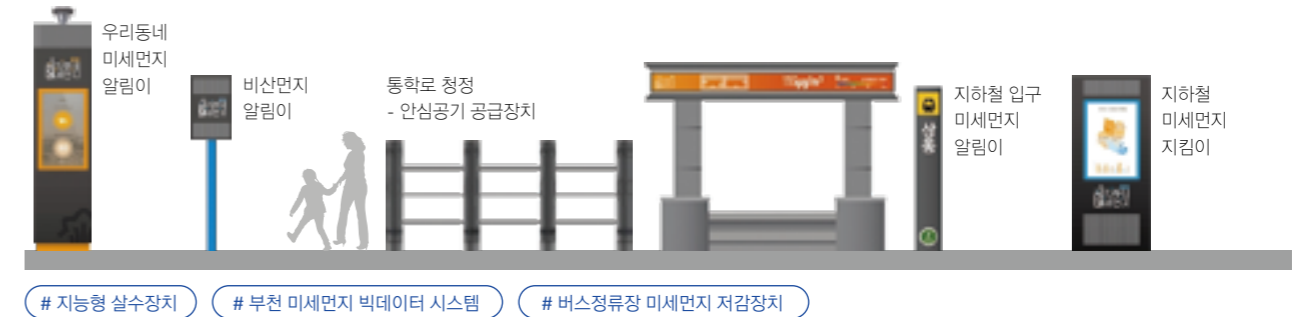 우리동네
미세먼지
알림이
비산먼지
알림이
통학로 청정
- 안심공기 공급장치
지하철 입구
미세먼지
알림이
지하철
미세먼지
지킴이
상동
# 지능형 살수장치
# 부천 미세먼지 빅데이터 시스템
# 버스정류장 미세먼지 저감장치